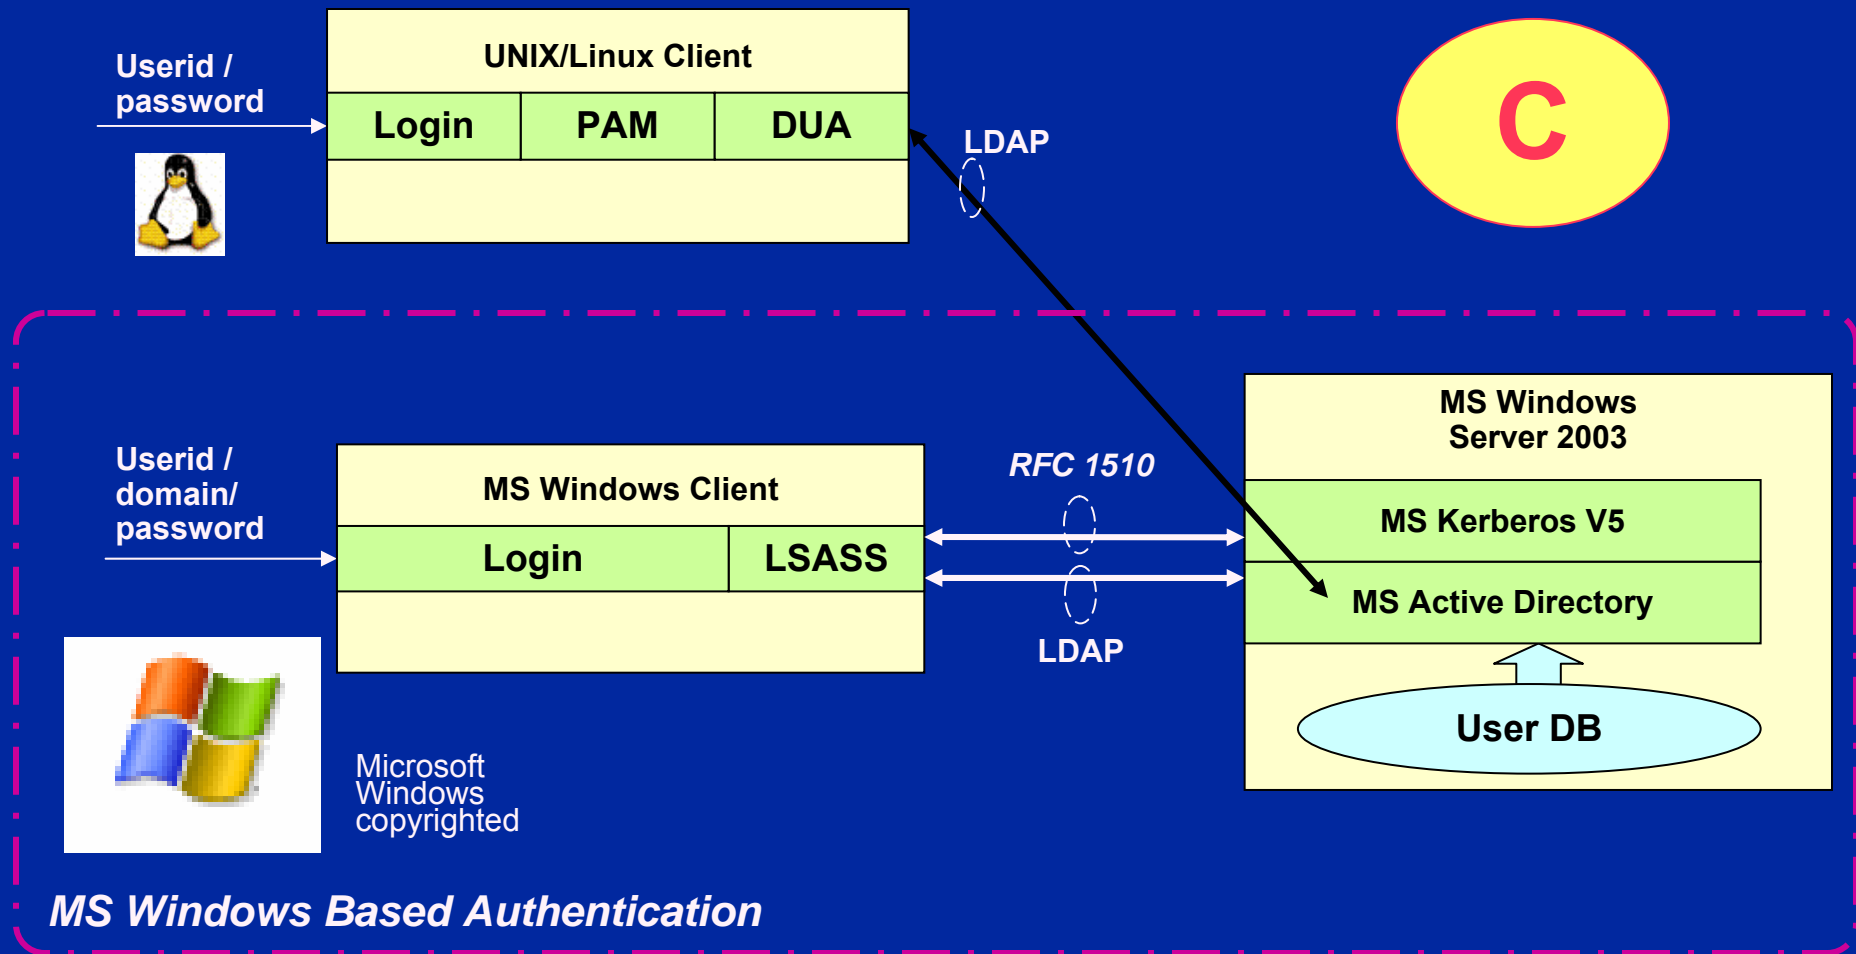 UNIX/Linux Client
Userid /
password
Login
PAM
DUA
LDAP
C
MS Windows
Server 2003
Userid /
domain/
password
MS Windows Client
RFC 1510
MS Kerberos V5
Login
LSASS
MS Active Directory
LDAP
User DB
Microsoft
Windows
copyrighted
MS Windows Based Authentication